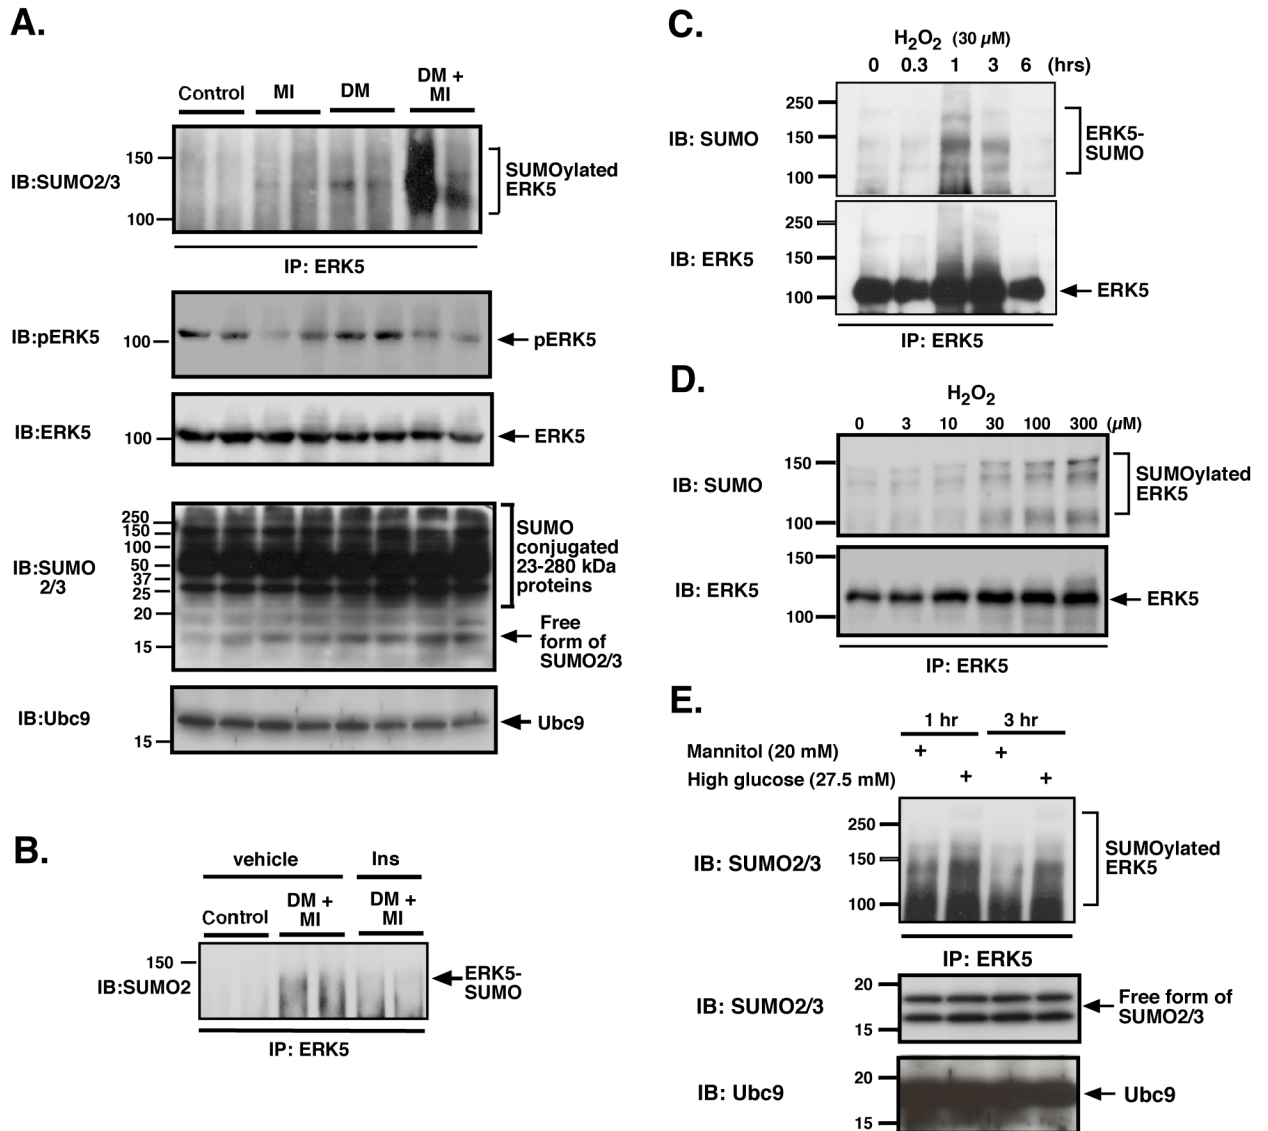 A.
Control MI DM DM + MI
IB:SUMO2/3
150
100
SUMOylated
ERK5
IP: ERK5
IB:pERK5
100
pERK5
IB:ERK5
100
ERK5
IB:SUMO
2/3
250
150
100
50
37
25
20
15
SUMO
conjugated
23-280 kDa
proteins
Free
form of
SUMO2/3
IB:Ubc9
15
Ubc9
B.
vehicle Ins
Control DM + MI DM + MI
150
IB:SUMO2
ERK5-
SUMO
IP: ERK5
C.
H2O2 (30 µM)
0 0.3 1 3 6 (hrs)
IB: SUMO
250
150
100
ERK5-
SUMO
IB: ERK5
250
150
100
ERK5
IP: ERK5
D.
H2O2
0 3 10 30 100 300 (µM)
IB: SUMO
150
100
SUMOylated
ERK5
IB: ERK5
150
100
ERK5
IP: ERK5
E.
1 hr 3 hr
Mannitol (20 mM) + +
High glucose (27.5 mM) + +
IB: SUMO2/3
250
150
100
SUMOylated
ERK5
IP: ERK5
IB: SUMO2/3
20
15
Free form of
SUMO2/3
IB: Ubc9
20
15
Ubc9